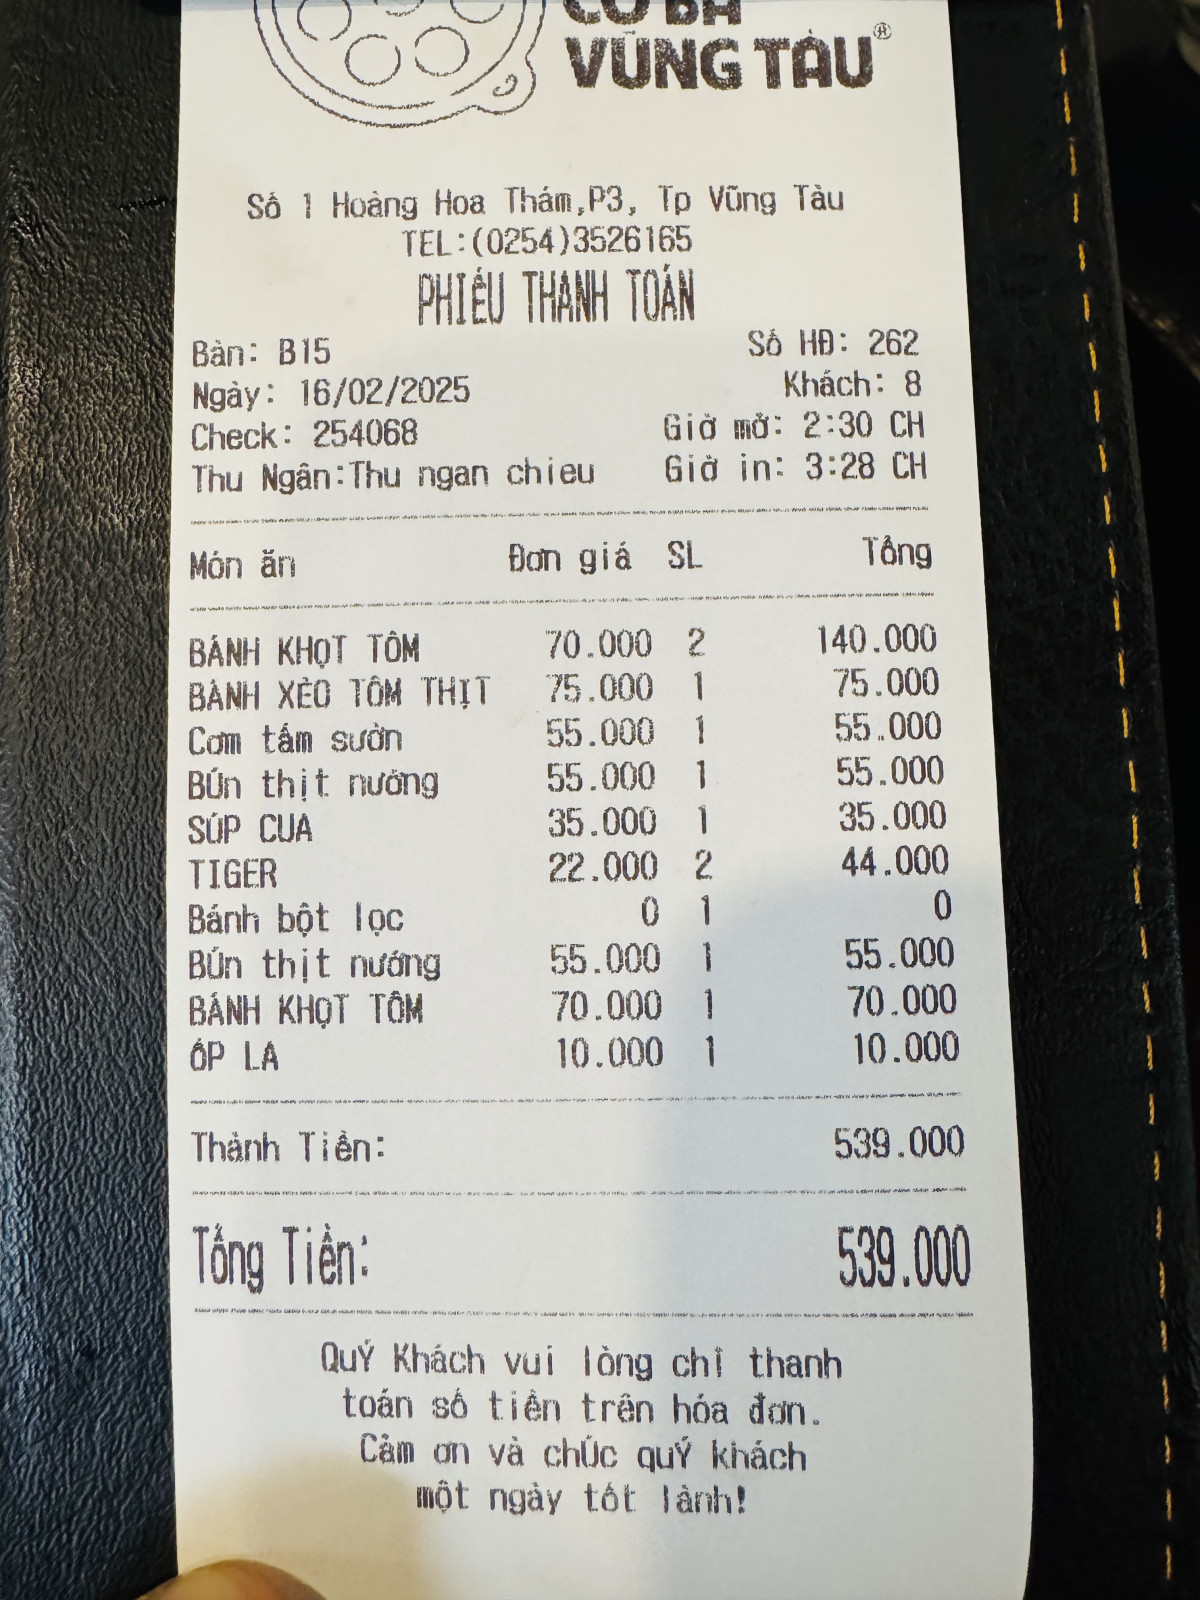 CÔ BA
VŨNG TÀU®
Số 1 Hoàng Hoa Thám,P3, Tp Vũng Tàu
TEL:(0254)3526165
PHIẾU THANH TOÁN
Bàn: B15 Số HĐ: 262
Ngày: 16/02/2025 Khách: 8
Check: 254068 Giờ mở: 2:30 CH
Thu Ngân:Thu ngan chieu Giờ in: 3:28 CH
Món ăn Đơn giá SL Tổng
BÁNH KHỌT TÔM 70.000 2 140.000
BÁNH XÈO TÔM THỊT 75.000 1 75.000
Cơm tấm sườn 55.000 1 55.000
BÚn thịt nướng 55.000 1 55.000
SÚP CUA 35.000 1 35.000
TIGER 22.000 2 44.000
Bánh bột lọc 0 1 0
BÚn thịt nướng 55.000 1 55.000
BÁNH KHỌT TÔM 70.000 1 70.000
ỐP LA 10.000 1 10.000
Thành Tiền: 539.000
Tổng Tiền: 539.000
QuÝ Khách vui lòng chỉ thanh
toán số tiền trên hóa đơn.
Cảm ơn và chÚc quÝ khách
một ngày tốt lành!